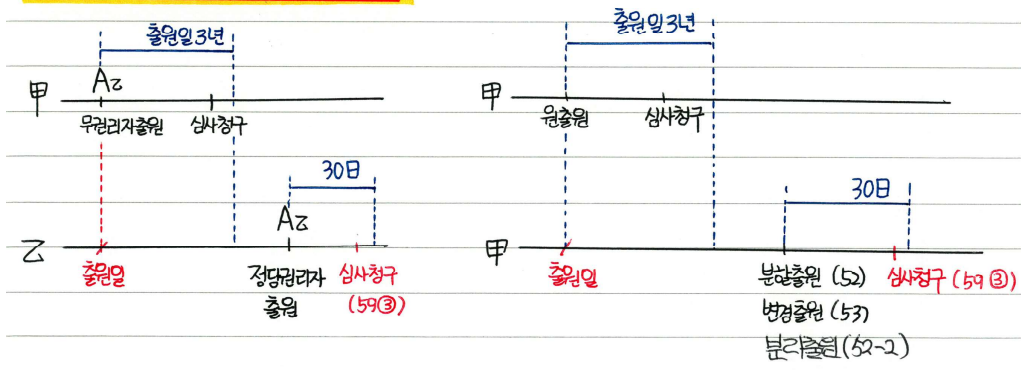 출원일 3년
A乙
甲
무권리자출원 심사청구
30日
A乙
乙
출원일
정당권리자 출원
심사청구 (59③)
출원일 3년
甲
원출원 심사청구
30日
甲
출원일
분할출원 (52)
변경출원 (53)
분리출원 (52-2)
심사청구 (59③)